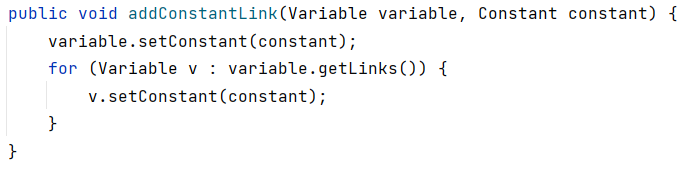 public void addConstantLink(Variable variable, Constant constant) {
    variable.setConstant(constant);
    for (Variable v : variable.getLinks()) {
        v.setConstant(constant);
    }
}